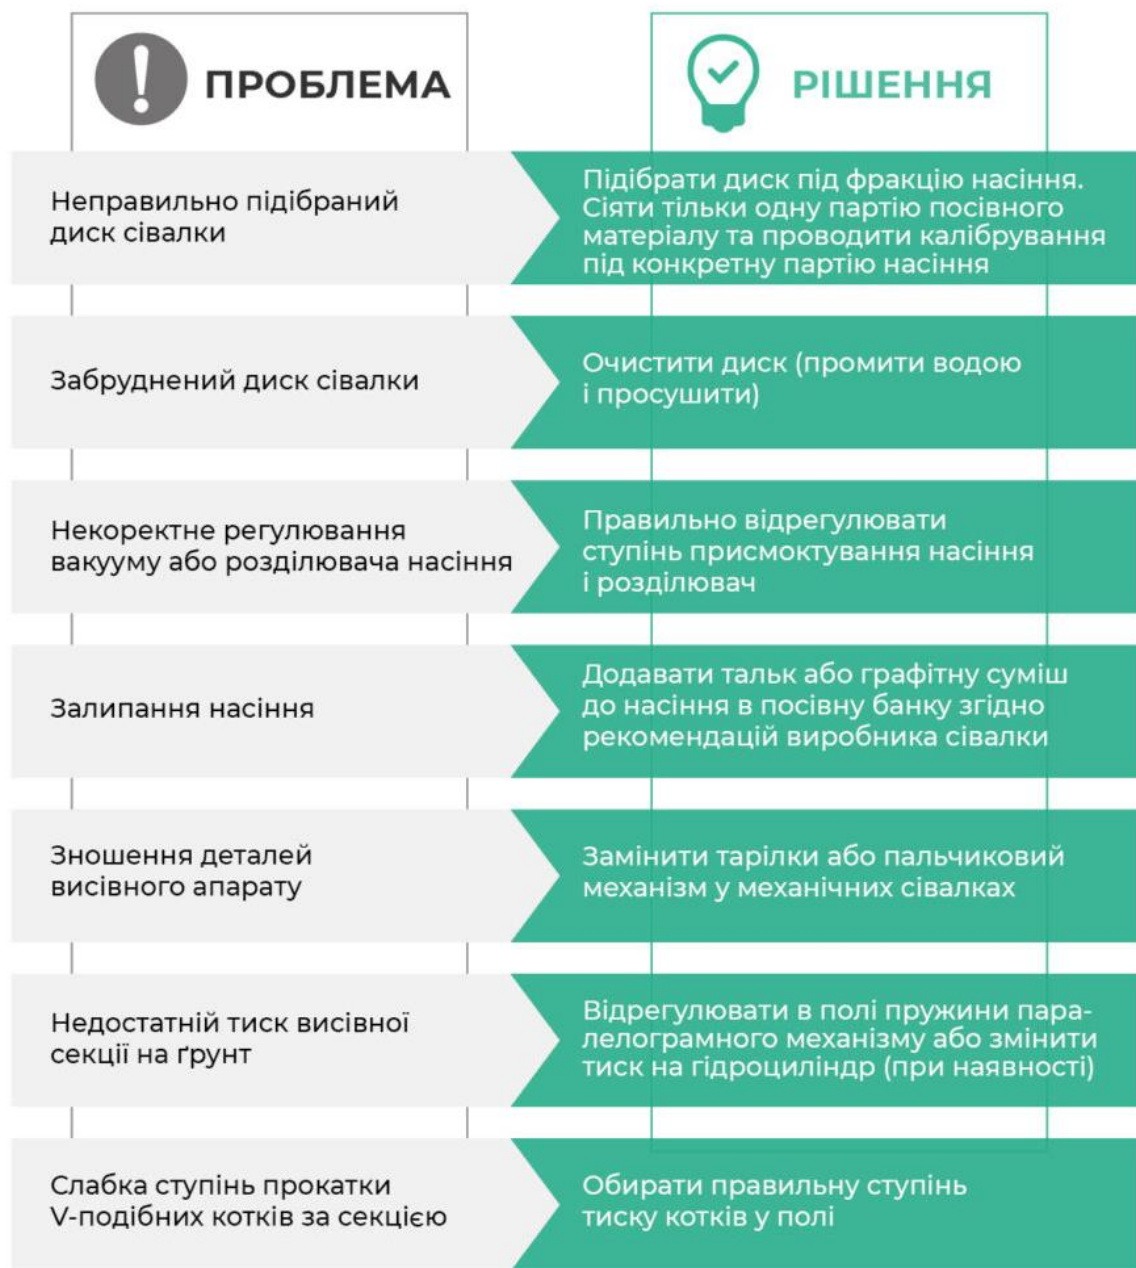 ПРОБЛЕМА
РІШЕННЯ
Неправильно підібраний
диск сівалки
Підібрати диск під фракцію насіння.
Сіяти тільки одну партію посівного
матеріалу та проводити калібрування
під конкретну партію насіння
Забруднений диск сівалки
Очистити диск (промити водою
і просушити)
Некоректне регулювання
вакууму або розділювача насіння
Правильно відрегулювати
ступінь присмоктування насіння
і розділювач
Залипання насіння
Додавати тальк або графітну суміш
до насіння в посівну банку згідно
рекомендацій виробника сівалки
Зношення деталей
висівного апарату
Замінити тарілки або пальчиковий
механізм у механічних сівалках
Недостатній тиск висівної
секції на ґрунт
Відрегулювати в полі пружини пара-
лелограмного механізму або змінити
тиск на гідроциліндр (при наявності)
Слабка ступінь прокатки
V-подібних котків за секцією
Обирати правильну ступінь
тиску котків у полі